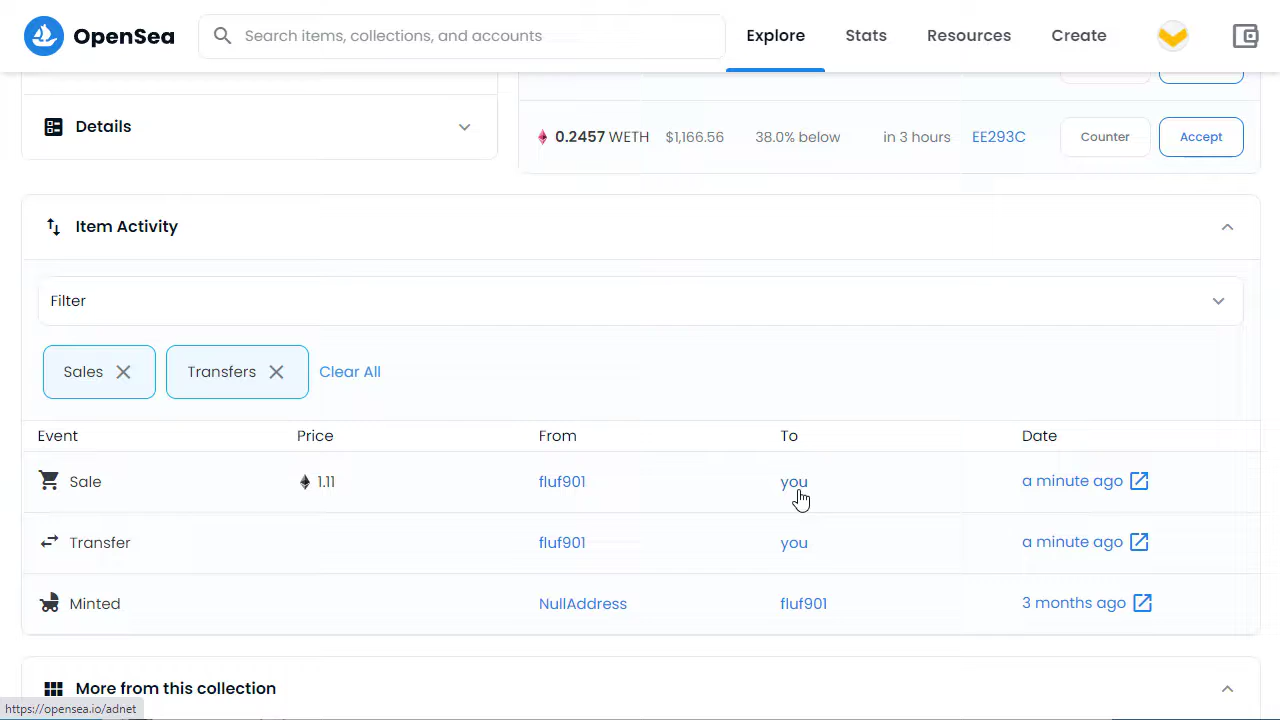 OpenSea Search items, collections, and accounts Explore Stats Resources Create
Details
0.2457 WETH $1,166.56 38.0% below in 3 hours EE293C Counter Accept
Item Activity
Filter
Sales Transfers Clear All
Event Price From To Date
Sale 1.11 fluf901 you a minute ago
Transfer fluf901 you a minute ago
Minted NullAddress fluf901 3 months ago
More from this collection
https://opensea.io/adnet